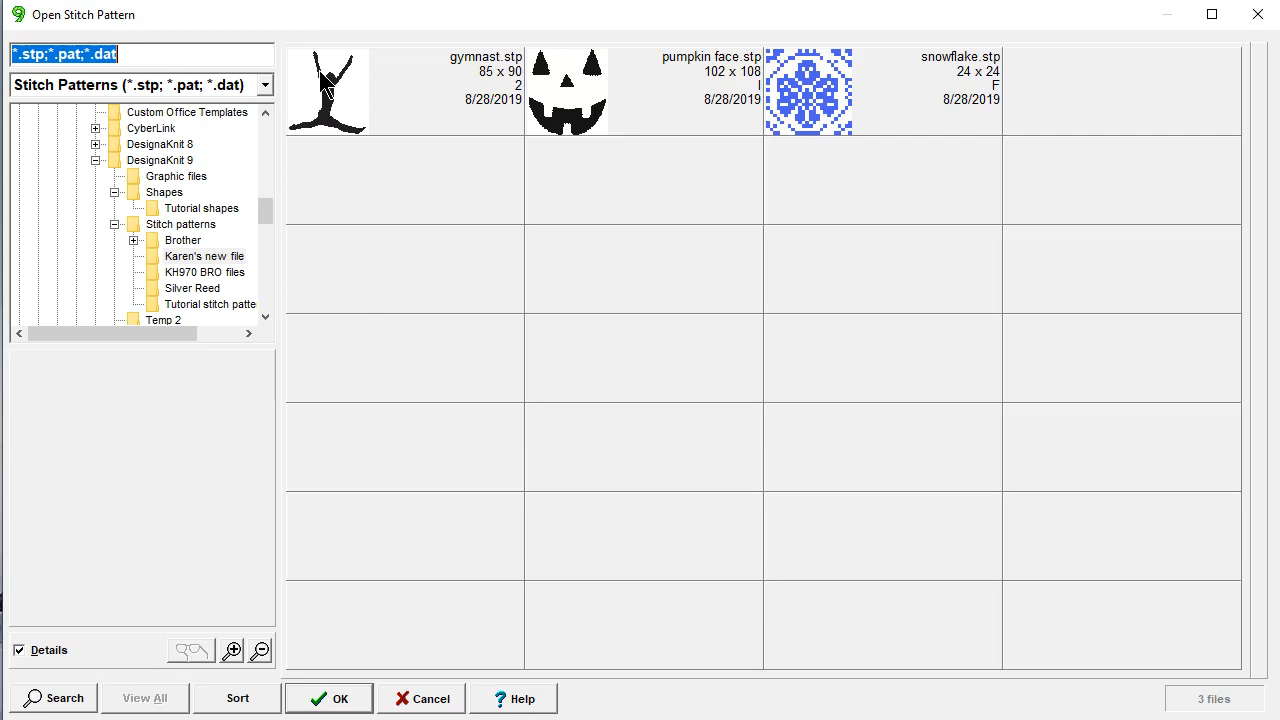 Open Stitch Pattern
*.stp;*.pat;*.dat
Stitch Patterns (*.stp; *.pat; *.dat)
Custom Office Templates
CyberLink
DesignaKnit 8
DesignaKnit 9
Graphic files
Shapes
Tutorial shapes
Stitch patterns
Brother
Karen's new file
KH970 BRO files
Silver Reed
Tutorial stitch patte
Temp 2
gymnast.stp
85 x 90
2
8/28/2019
pumpkin face.stp
102 x 108
I
8/28/2019
snowflake.stp
24 x 24
F
8/28/2019
Details
Search
View All
Sort
OK
Cancel
Help
3 files